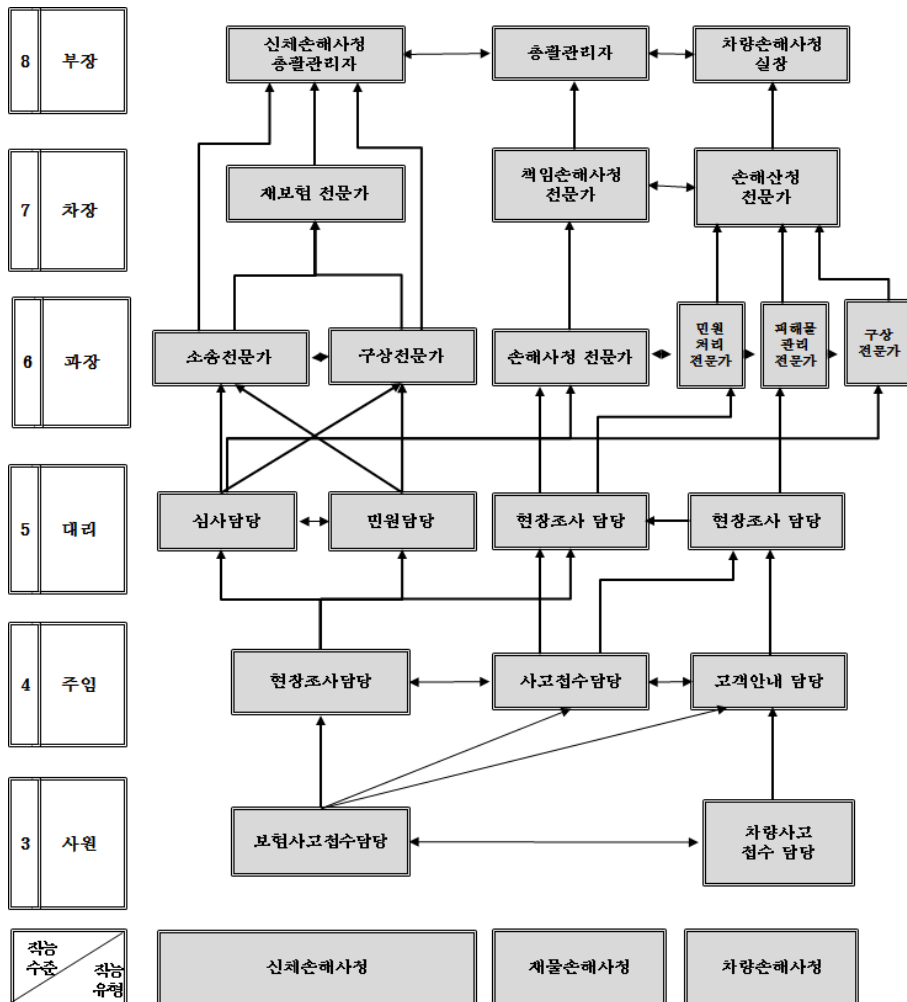 8 부장
신체손해사정
총괄관리자
총괄관리자
차량손해사정
실장
7 차장
재보험 전문가
책임손해사정
전문가
손해산정
전문가
6 과장
소송전문가
구상전문가
손해사정 전문가
민원
처리
전문가
피해물
관리
전문가
구상
전문가
5 대리
심사담당
민원담당
현장조사 담당
현장조사 담당
4 주임
현장조사담당
사고접수담당
고객안내 담당
3 사원
보험사고접수담당
차량사고
접수 담당
직능
수준
직능
유형
신체손해사정
재물손해사정
차량손해사정